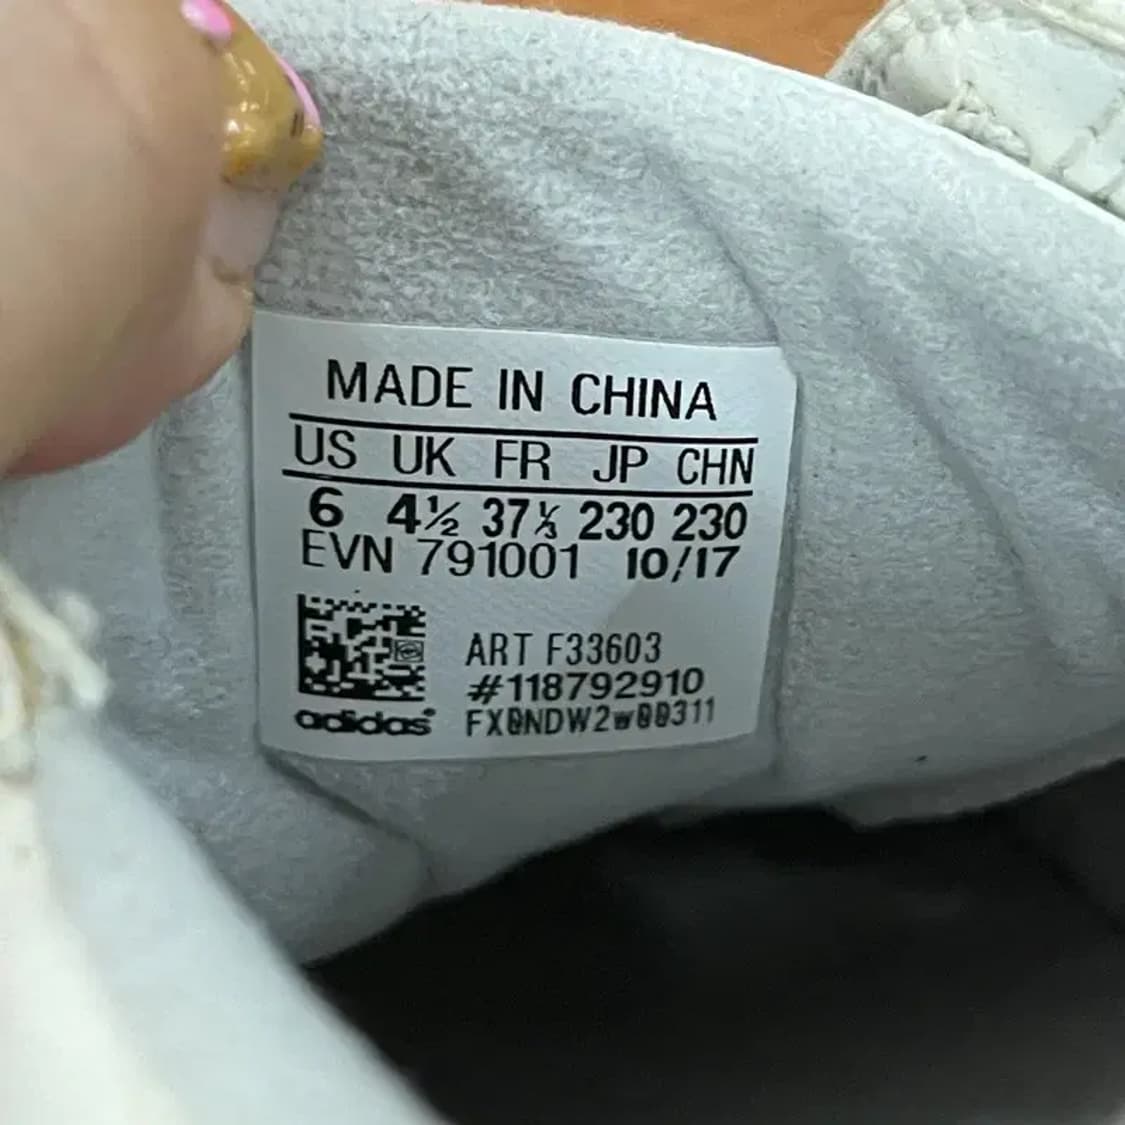 MADE IN CHINA
US UK FR JP CHN
6 4½ 37⅓ 230 230
EVN 791001 10/17
ART F33603
#118792910
adidas® FX0NDW2w00311